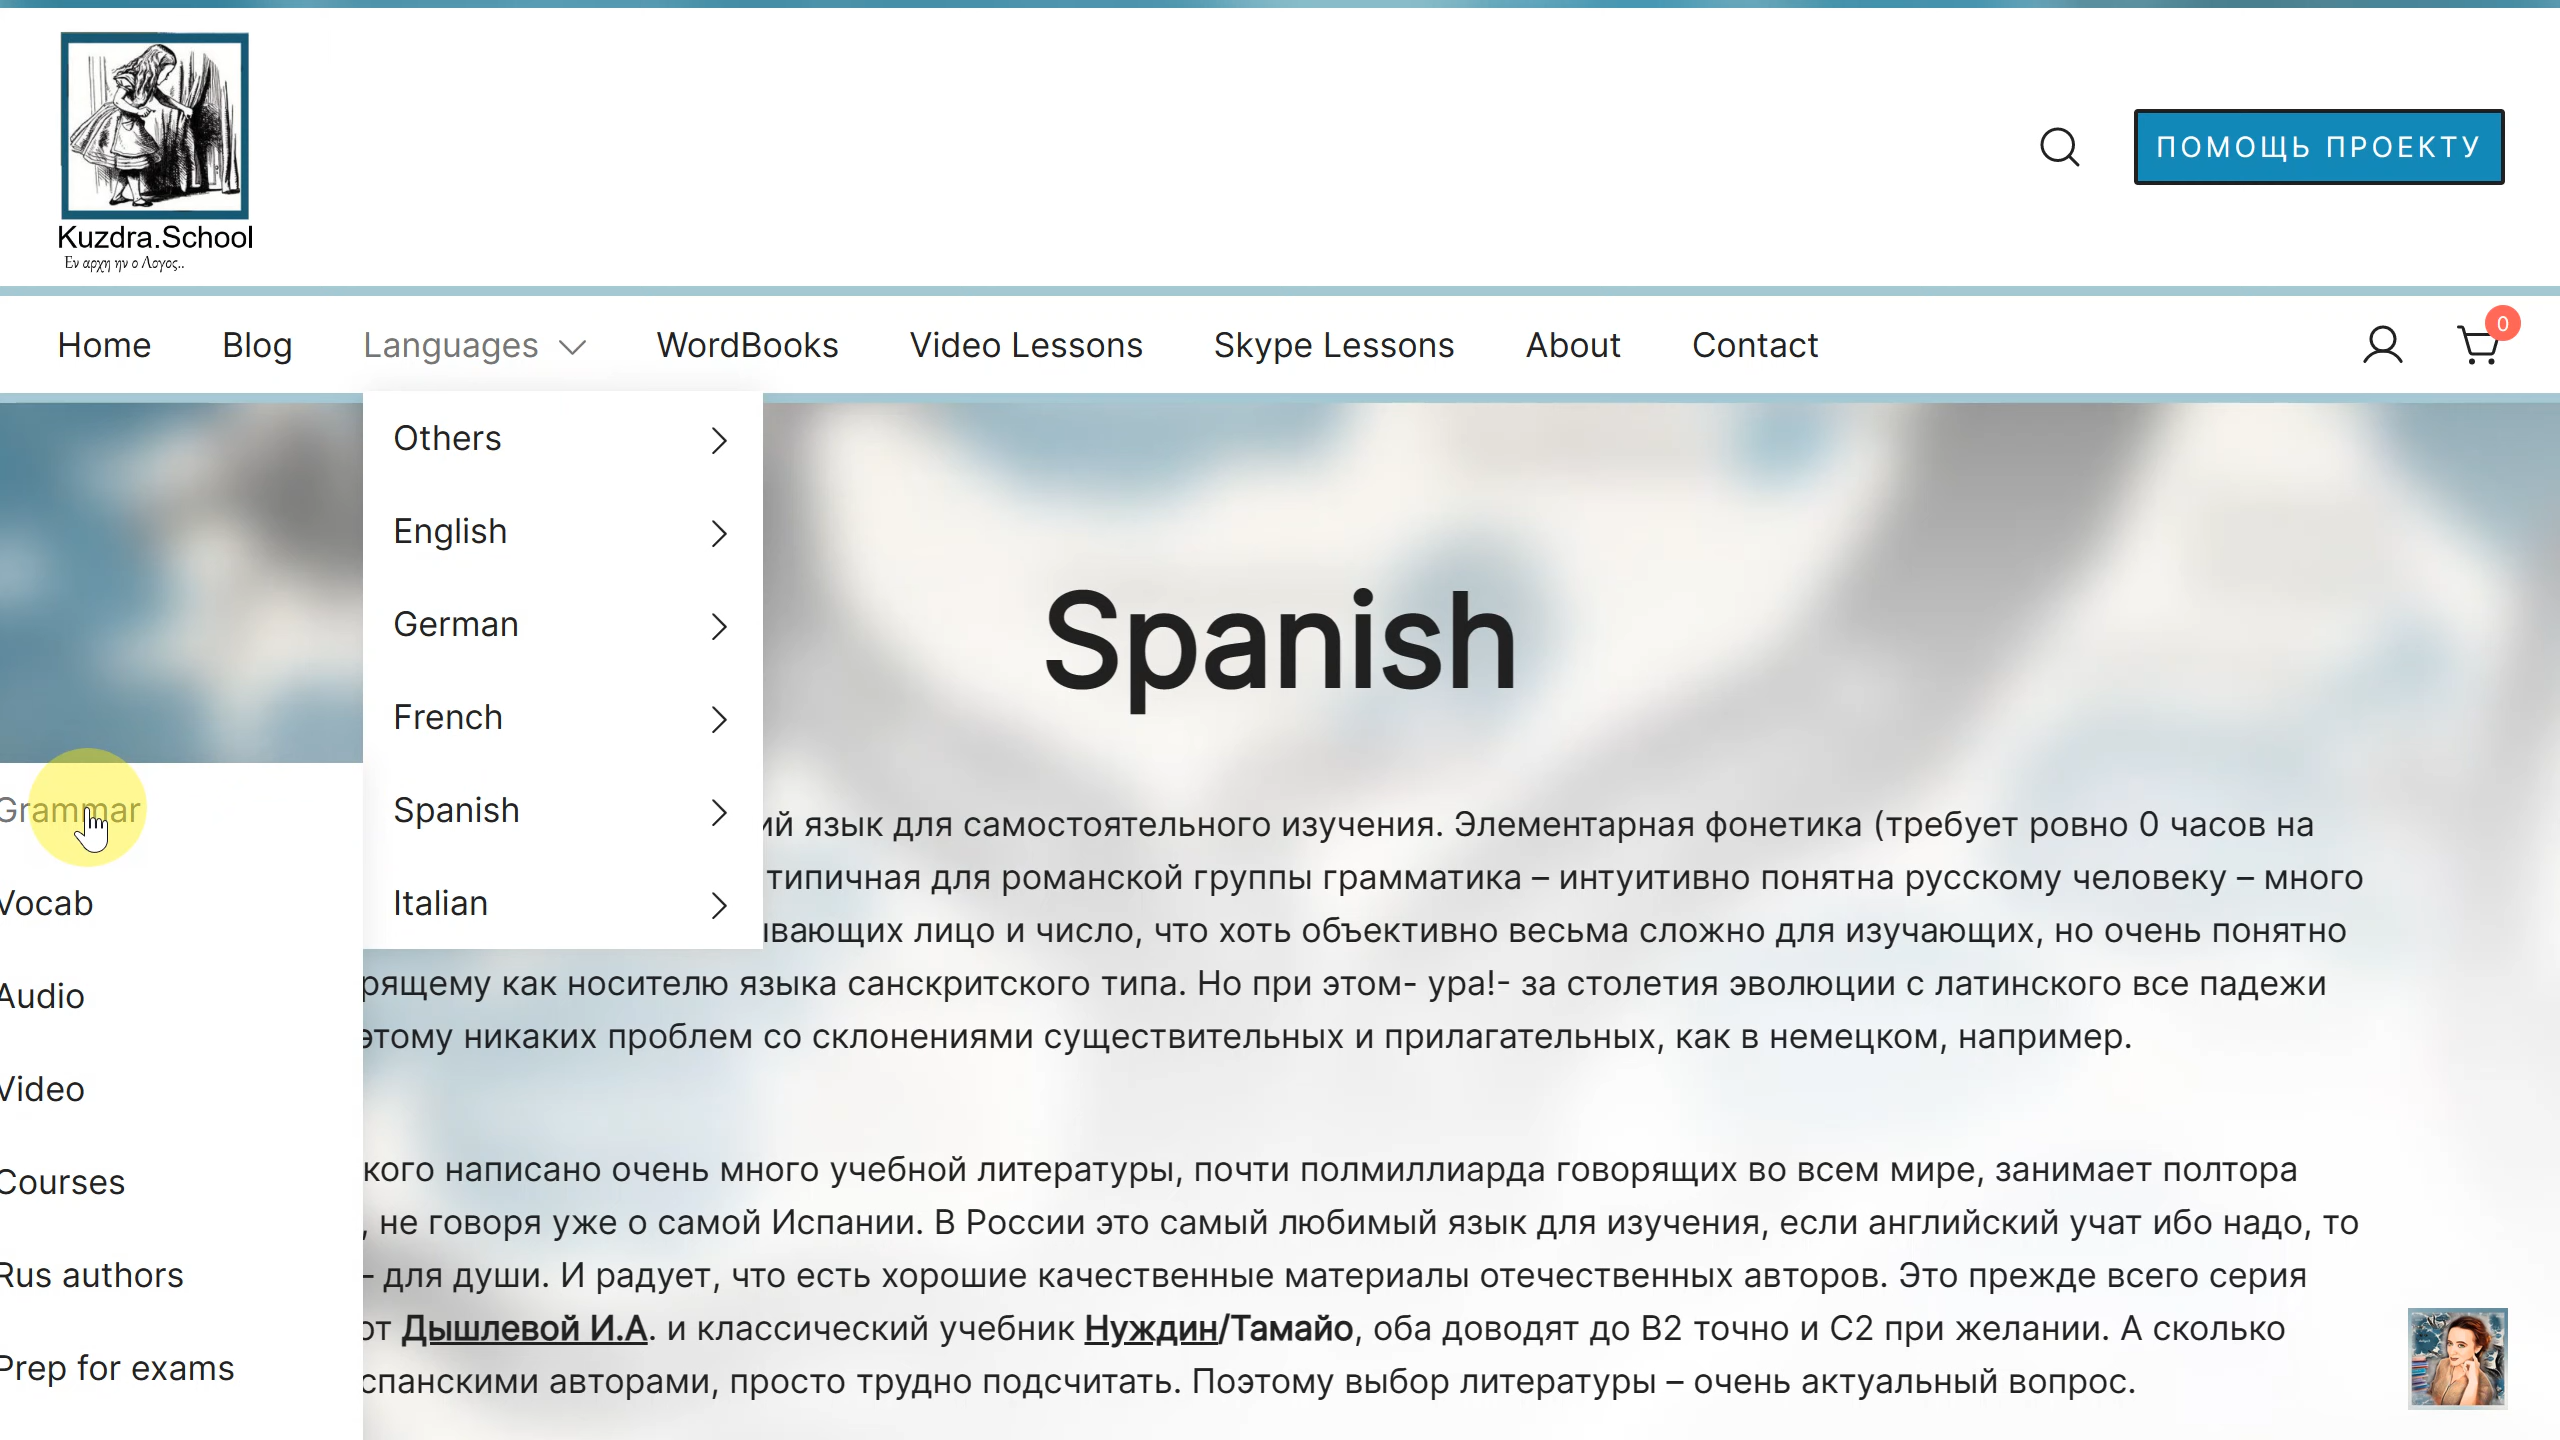 Kuzdra.School
Εν αρχη ην ο Λογος..
ПОМОЩЬ ПРОЕКТУ
Home Blog Languages WordBooks Video Lessons Skype Lessons About Contact 0
Others
English
German
French
Spanish
Italian
Grammar
Vocab
Audio
Video
Courses
Rus authors
Prep for exams
Spanish
язык для самостоятельного изучения. Элементарная фонетика (требует ровно 0 часов на
типичная для романской группы грамматика – интуитивно понятна русскому человеку – много
лицо и число, что хоть объективно весьма сложно для изучающих, но очень понятно
как носителю языка санскритского типа. Но при этом- ура!- за столетия эволюции с латинского все падежи
никаких проблем со склонениями существительных и прилагательных, как в немецком, например.
написано очень много учебной литературы, почти полмиллиарда говорящих во всем мире, занимает полтора
, не говоря уже о самой Испании. В России это самый любимый язык для изучения, если английский учат ибо надо, то
– для души. И радует, что есть хорошие качественные материалы отечественных авторов. Это прежде всего серия
от Дышлевой И.А. и классический учебник Нуждин/Тамайо, оба доводят до В2 точно и С2 при желании. А сколько
авторами, просто трудно подсчитать. Поэтому выбор литературы – очень актуальный вопрос.